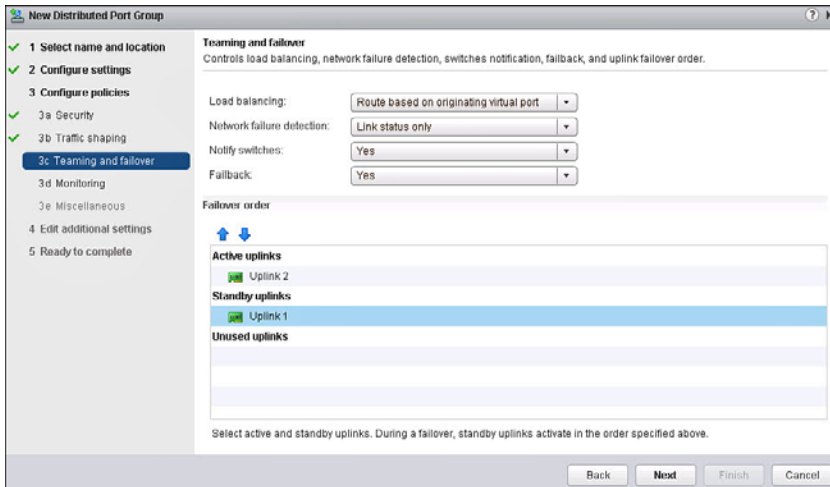 New Distributed Port Group
?
1 Select name and location
2 Configure settings
3 Configure policies
3a Security
3b Traffic shaping
3c Teaming and failover
3d Monitoring
3e Miscellaneous
4 Edit additional settings
5 Ready to complete
Teaming and failover
Controls load balancing, network failure detection, switches notification, failback, and uplink failover order.
Load balancing: Route based on originating virtual port
Network failure detection: Link status only
Notify switches: Yes
Failback: Yes
Failover order
Active uplinks
Uplink 2
Standby uplinks
Uplink 1
Unused uplinks
Select active and standby uplinks. During a failover, standby uplinks activate in the order specified above.
Back Next Finish Cancel